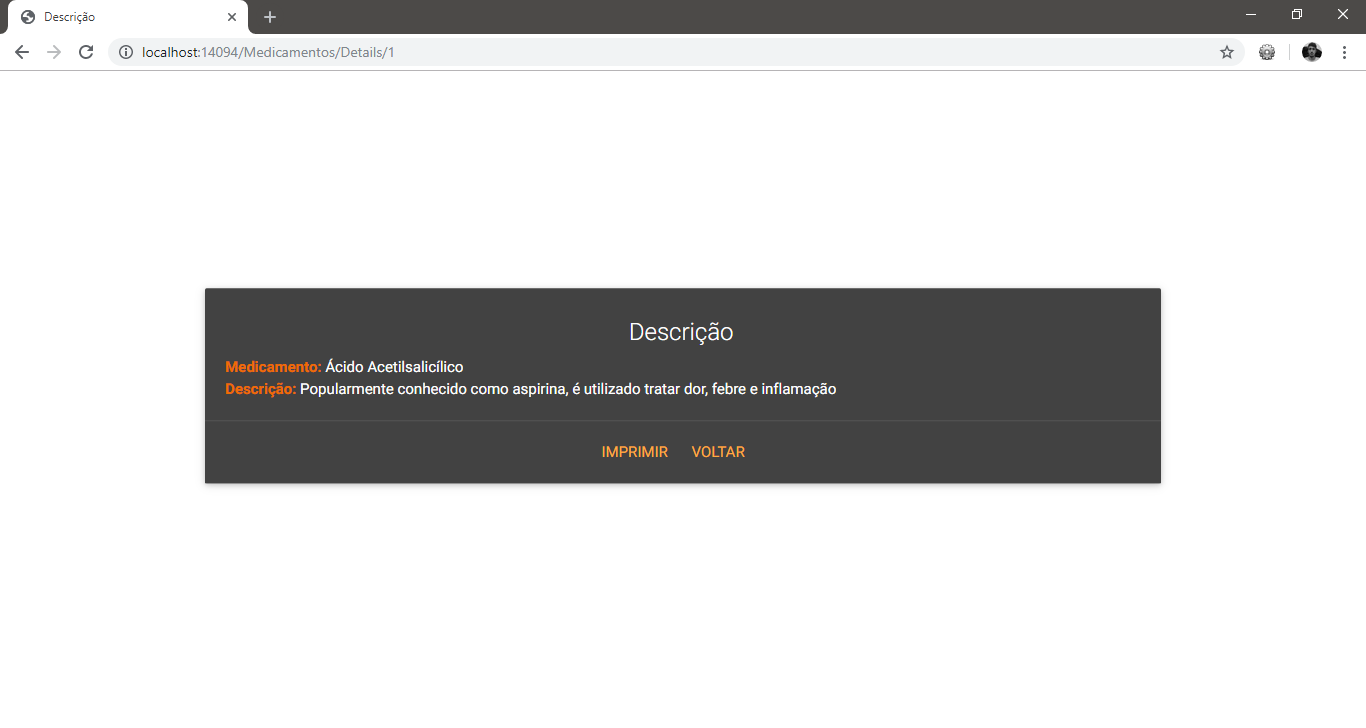 Descrição
localhost:14094/Medicamentos/Details/1
Descrição
Medicamento: Ácido Acetilsalicílico
Descrição: Popularmente conhecido como aspirina, é utilizado tratar dor, febre e inflamação
IMPRIMIR VOLTAR